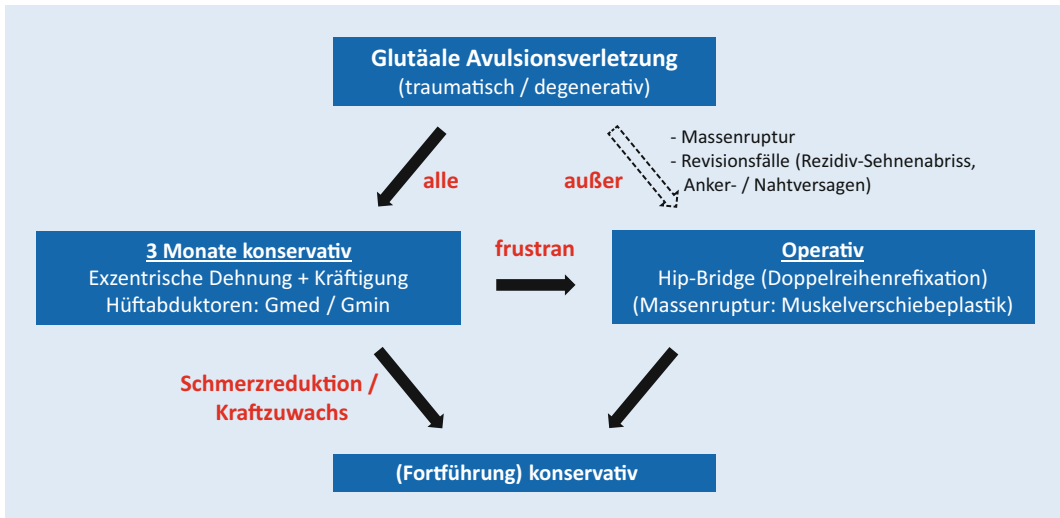 Glutäale Avulsionsverletzung
(traumatisch / degenerativ)
- Massenruptur
- Revisionsfälle (Rezidiv-Sehnenabriss,
Anker- / Nahtversagen)
alle
außer
3 Monate konservativ
Exzentrische Dehnung + Kräftigung
Hüftabduktoren: Gmed / Gmin
frustran
Operativ
Hip-Bridge (Doppelreihenrefixation)
(Massenruptur: Muskelverschiebeplastik)
Schmerzreduktion /
Kraftzuwachs
(Fortführung) konservativ